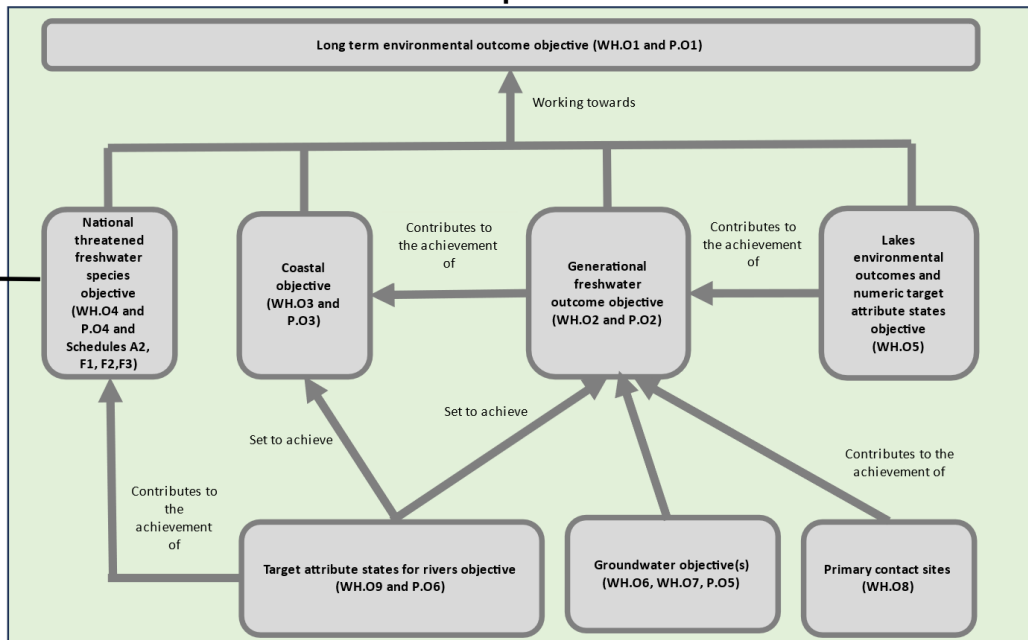 Long term environmental outcome objective (WH.O1 and P.O1)
Working towards
National
threatened
freshwater
species
objective
(WH.O4 and
P.O4 and
Schedules A2,
F1, F2,F3)
Coastal
objective
(WH.O3 and
P.O3)
Contributes to
the achievement
of
Generational
freshwater
outcome objective
(WH.O2 and P.O2)
Contributes to
the achievement
of
Lakes
environmental
outcomes and
numeric target
attribute states
objective
(WH.O5)
Set to achieve
Set to achieve
Contributes to
the
achievement
of
Contributes to the
achievement of
Target attribute states for rivers objective
(WH.O9 and P.O6)
Groundwater objective(s)
(WH.O6, WH.O7, P.O5)
Primary contact sites
(WH.O8)